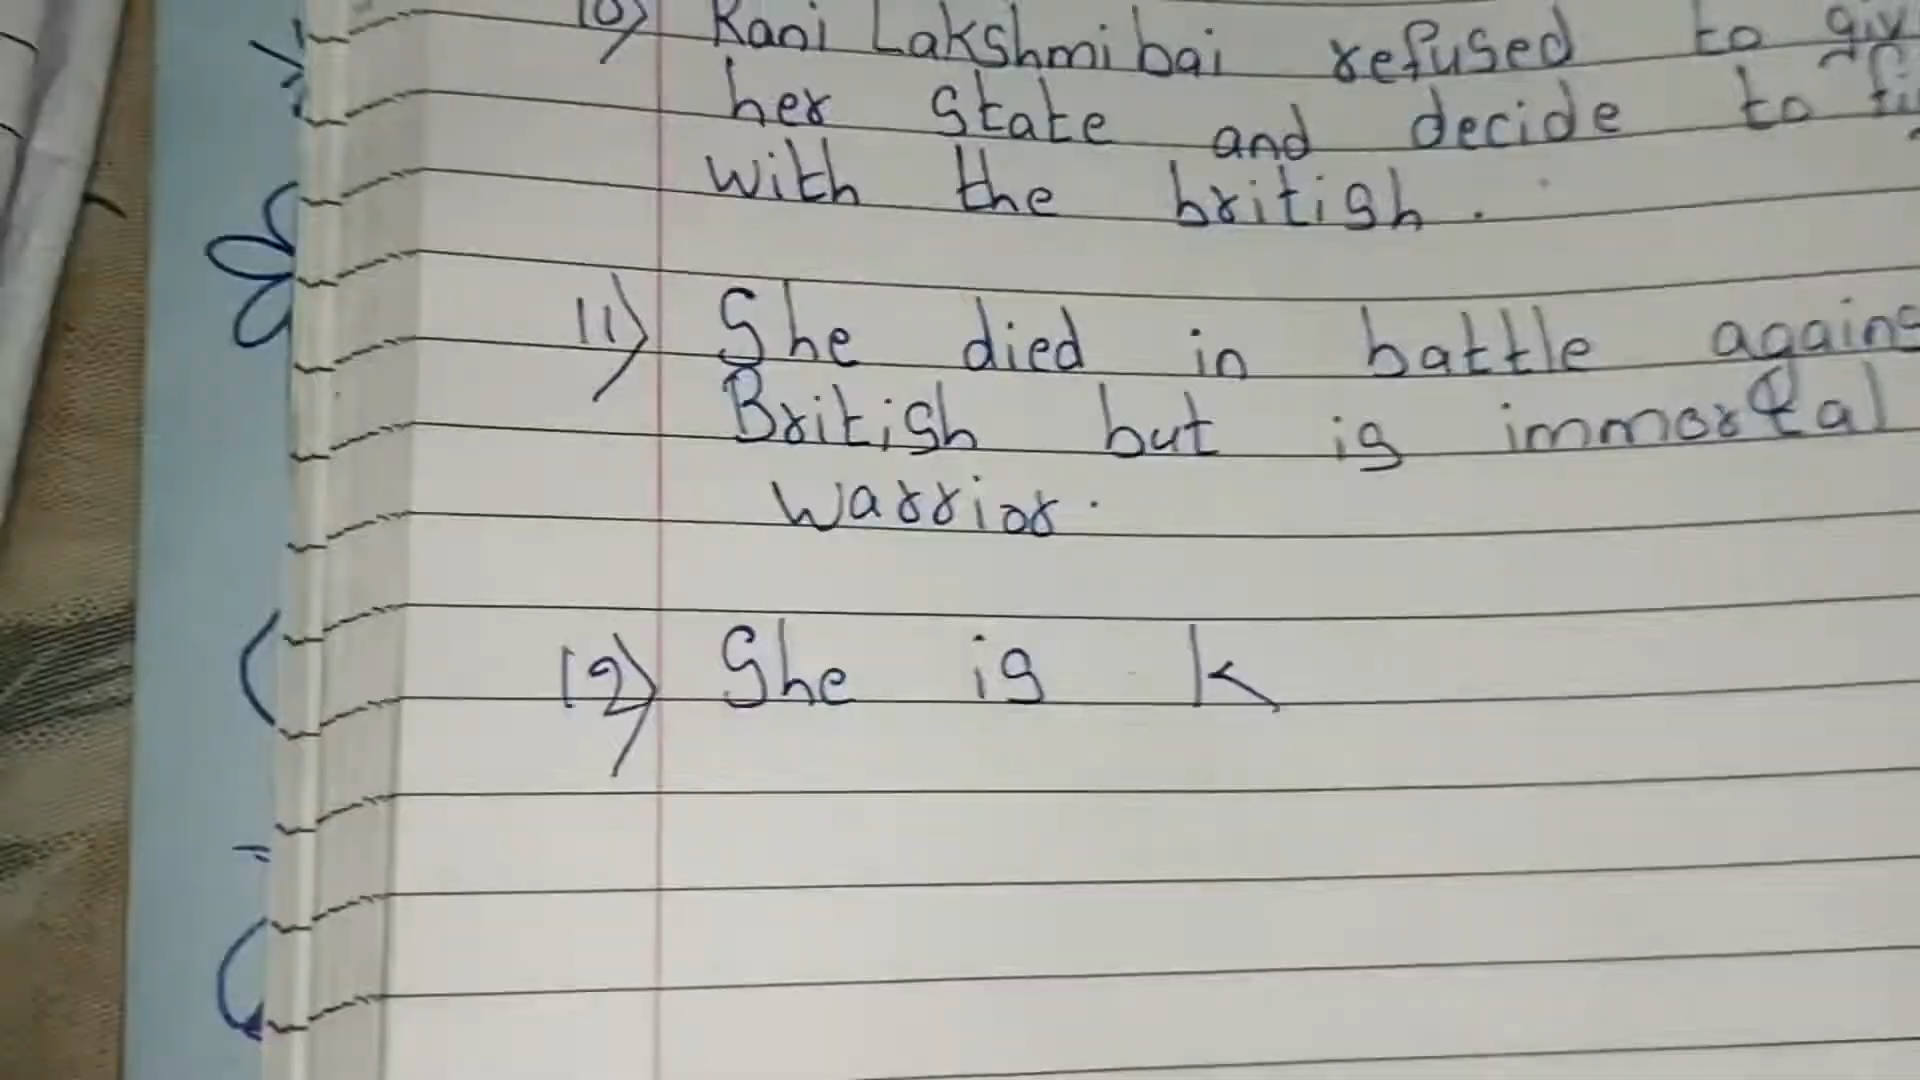 10) Rani Lakshmibai refused to
her state and decide to
with the british.
11) She died in battle
British but is immortal
warrior.
12) She is k